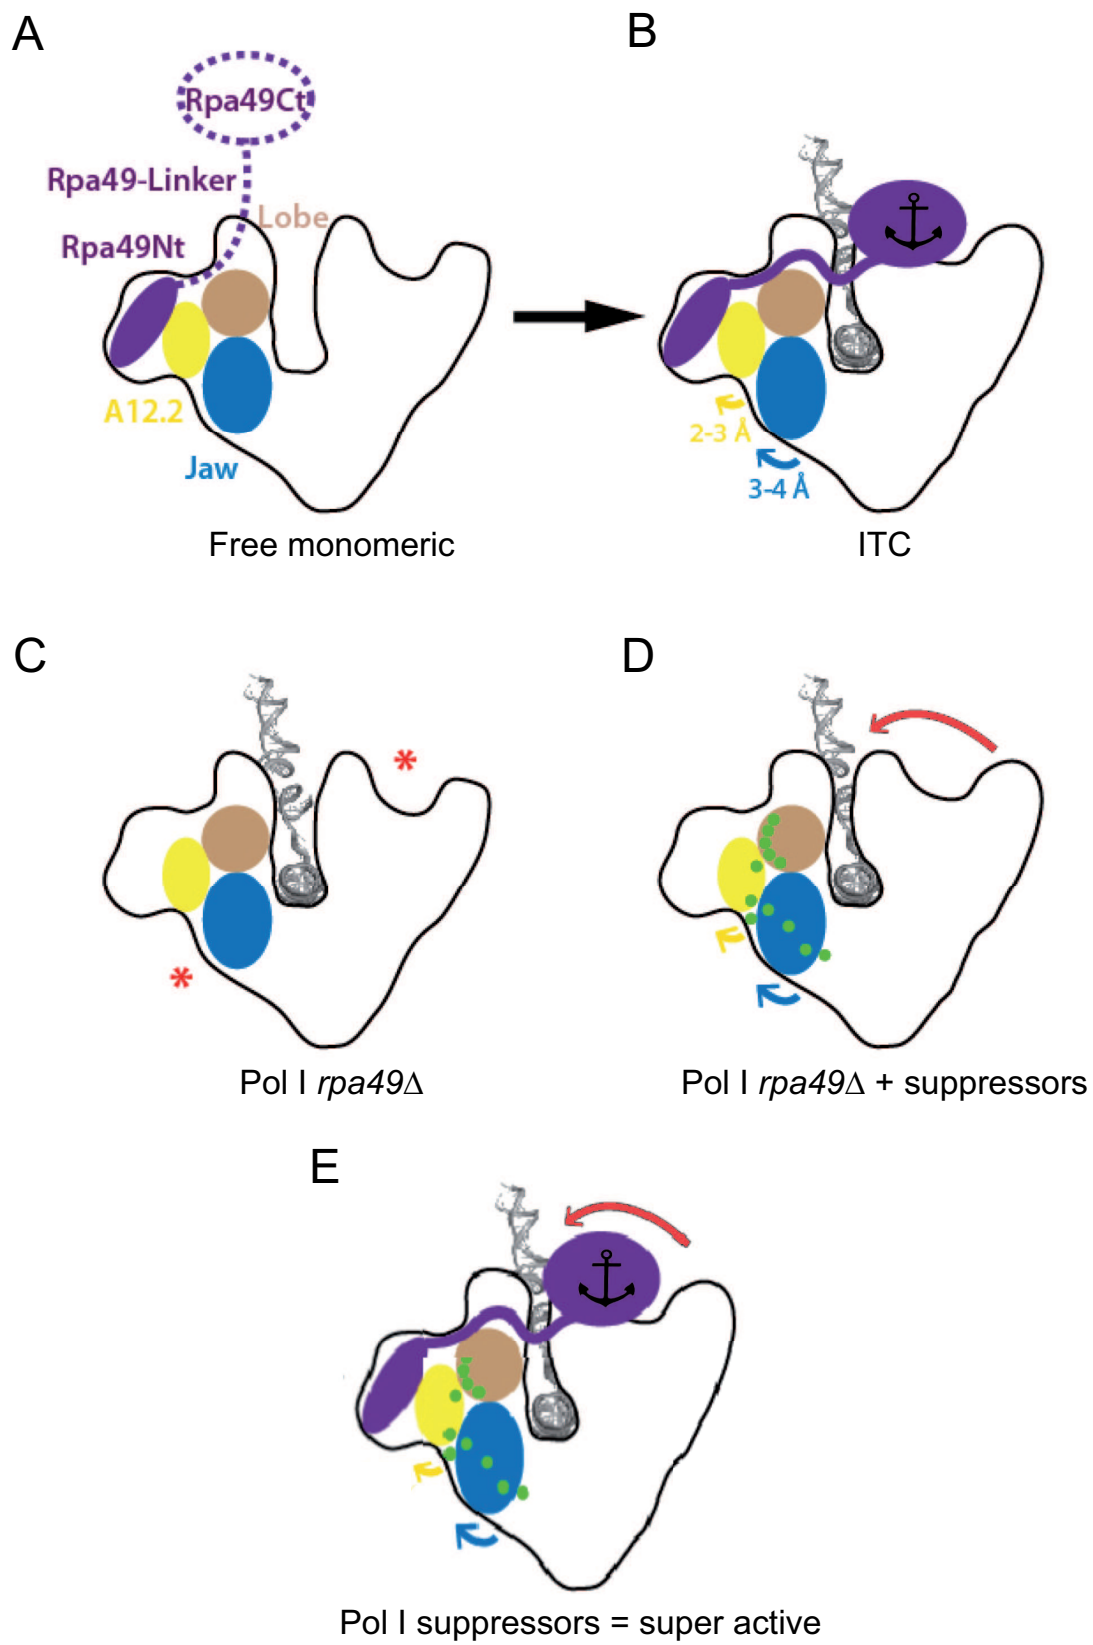 A
B
Rpa49Ct
Rpa49-Linker
Lobe
Rpa49Nt
A12.2
Jaw
2-3 Å
3-4 Å
Free monomeric
ITC
C
D
*
*
Pol I rpa49Δ
Pol I rpa49Δ + suppressors
E
Pol I suppressors = super active